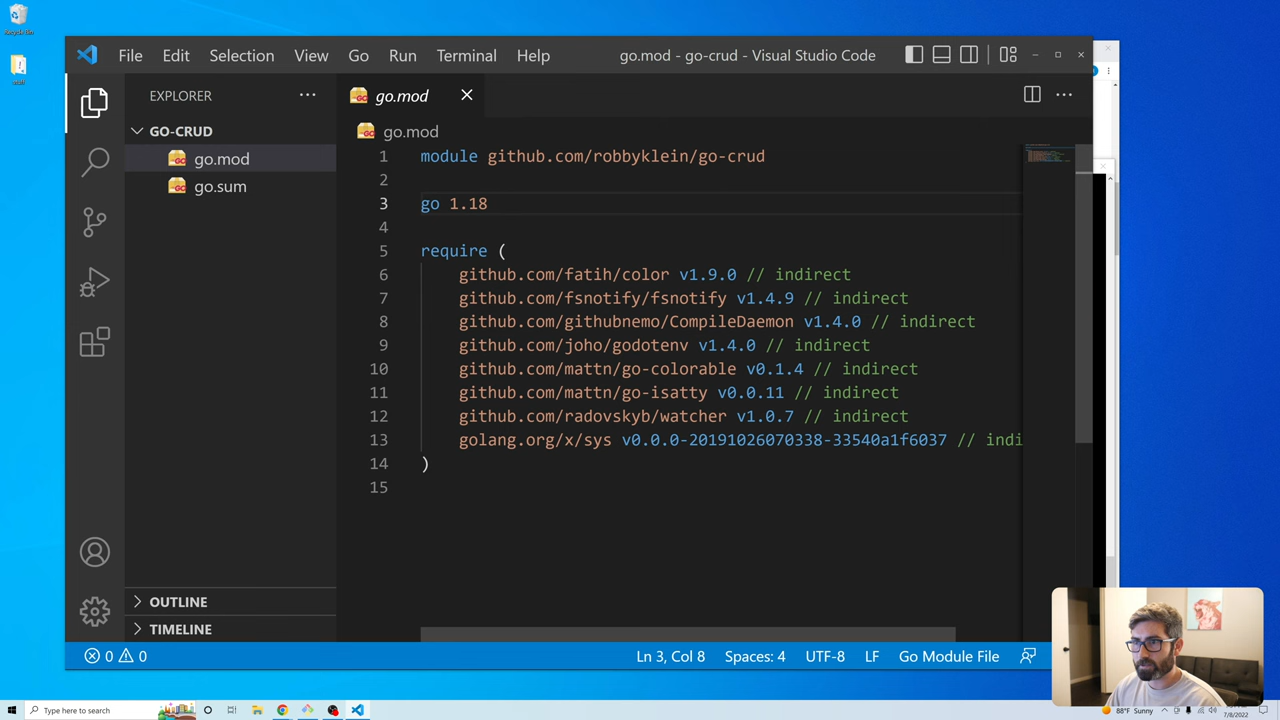 File Edit Selection View Go Run Terminal Help
go.mod - go-crud - Visual Studio Code
EXPLORER
GO-CRUD
go.mod
go.sum
OUTLINE
TIMELINE
go.mod
go.mod
1 module github.com/robbyklein/go-crud
2
3 go 1.18
4
5 require (
6 github.com/fatih/color v1.9.0 // indirect
7 github.com/fsnotify/fsnotify v1.4.9 // indirect
8 github.com/githubnemo/CompileDaemon v1.4.0 // indirect
9 github.com/joho/godotenv v1.4.0 // indirect
10 github.com/mattn/go-colorable v0.1.4 // indirect
11 github.com/mattn/go-isatty v0.0.11 // indirect
12 github.com/radovskyb/watcher v1.0.7 // indirect
13 golang.org/x/sys v0.0.0-20191026070338-33540a1f6037 // indi
14 )
15
0 0 Ln 3, Col 8 Spaces: 4 UTF-8 LF Go Module File
Type here to search
88°F Sunny
7/8/2022